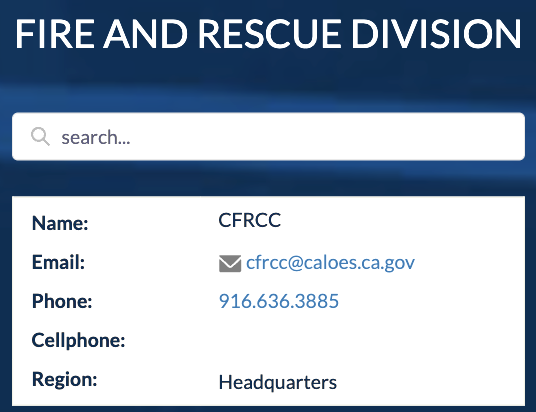 FIRE AND RESCUE DIVISION
search...
Name: CFRCC
Email: cfrcc@caloes.ca.gov
Phone: 916.636.3885
Cellphone:
Region: Headquarters